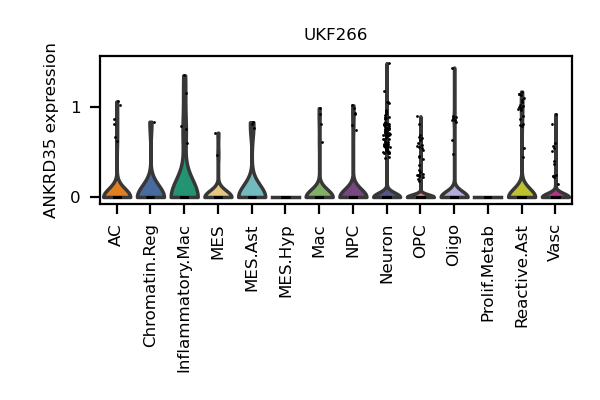 UKF266
ANKRD35 expression
1
0
AC
Chromatin.Reg
Inflammatory.Mac
MES
MES.Ast
MES.Hyp
Mac
NPC
Neuron
OPC
Oligo
Prolif.Metab
Reactive.Ast
Vasc